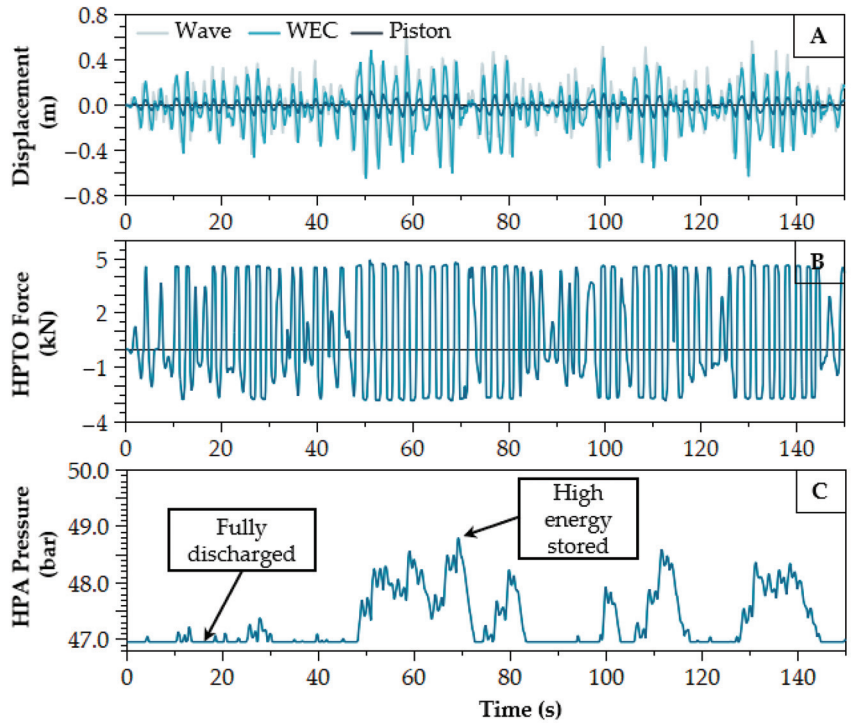 Wave WEC Piston A
Displacement
(m)
0.8
0.4
0.0
−0.4
−0.8
0 20 40 60 80 100 120 140
B
HPTO Force
(kN)
5
2
−1
−4
0 20 40 60 80 100 120 140
C
HPA Pressure
(bar)
50.0
49.0
48.0
47.0
Fully
discharged
High
energy
stored
0 20 40 60 80 100 120 140
Time (s)